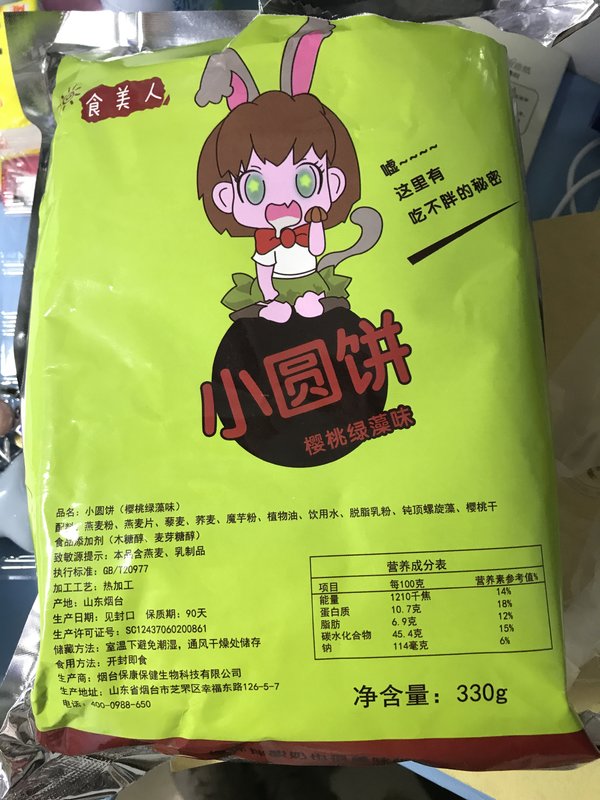 食美人
嘘~~~~
这里有
吃不胖的秘密
小圆饼
樱桃绿藻味
品名：小圆饼（樱桃绿藻味）
配料：燕麦粉、燕麦片、藜麦、荞麦、魔芋粉、植物油、饮用水、脱脂乳粉、钝顶螺旋藻、樱桃干
食品添加剂（木糖醇、麦芽糖醇）
致敏源提示：本品含燕麦、乳制品
执行标准：GB/T20977
加工工艺：热加工
产地：山东烟台
生产日期：见封口 保质期：90天
生产许可证号：SC12437060200861
储藏方法：室温下避免潮湿，通风干燥处储存
食用方法：开封即食
生产商：烟台保康保健生物科技有限公司
生产地址：山东省烟台市芝罘区幸福东路126-5-7
电话：400-0988-650
营养成分表
项目 每100克 营养素参考值%
能量 1210千焦 14%
蛋白质 10.7克 18%
脂肪 6.9克 12%
碳水化合物 45.4克 15%
钠 114毫克 6%
净含量：330g